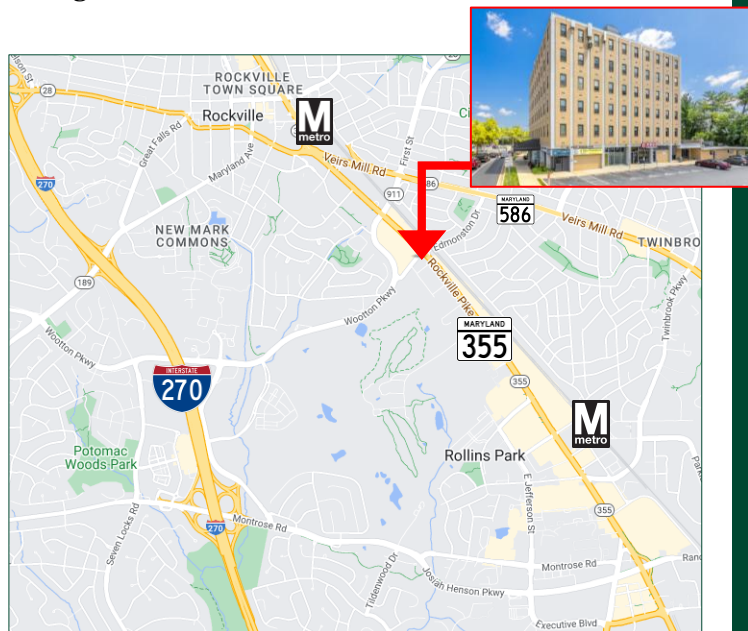 ROCKVILLE
TOWN SQUARE
28
Rockville
M
metro
Great Falls Rd
Maryland Ave
First St
Veirs Mill Rd
270
911
MARYLAND
586
Veirs Mill Rd
NEW MARK
COMMONS
Edmonston Dr
TWINBRO
189
Rockville Pike
Wootton Pkwy
Twinbrook Pkwy
MARYLAND
355
Wootton Pkwy
INTERSTATE
270
355
M
metro
Potomac
Woods Park
Rollins Park
E Jefferson St
355
270
Montrose Rd
Seven Locks Rd
Tildenwood Dr
Montrose Rd
Josiah Henson Pkwy
Executive Blvd